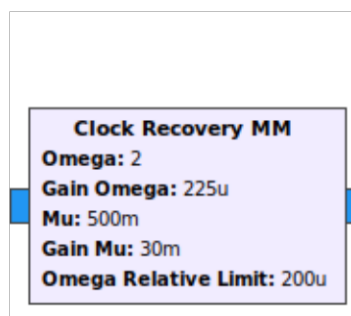 Clock Recovery MM
Omega: 2
Gain Omega: 225u
Mu: 500m
Gain Mu: 30m
Omega Relative Limit: 200u